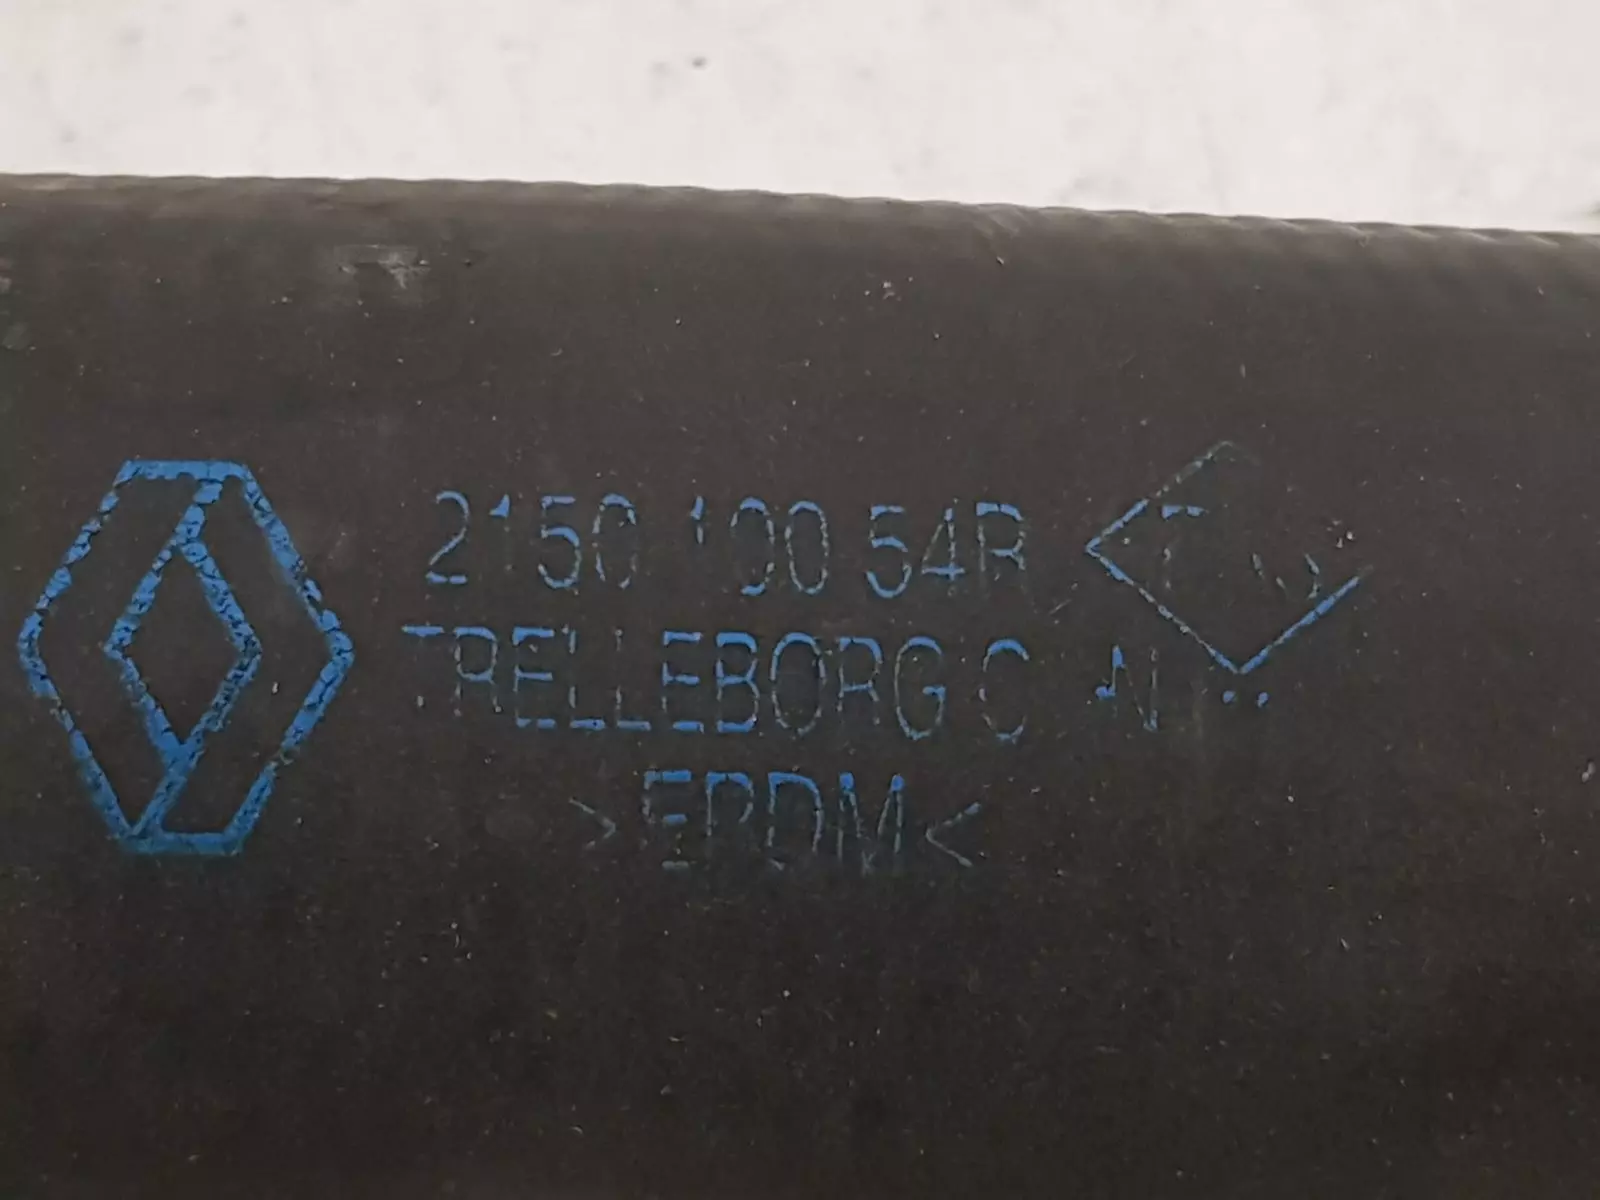 2150 100 54R
TRELLEBORG
>EPDM<